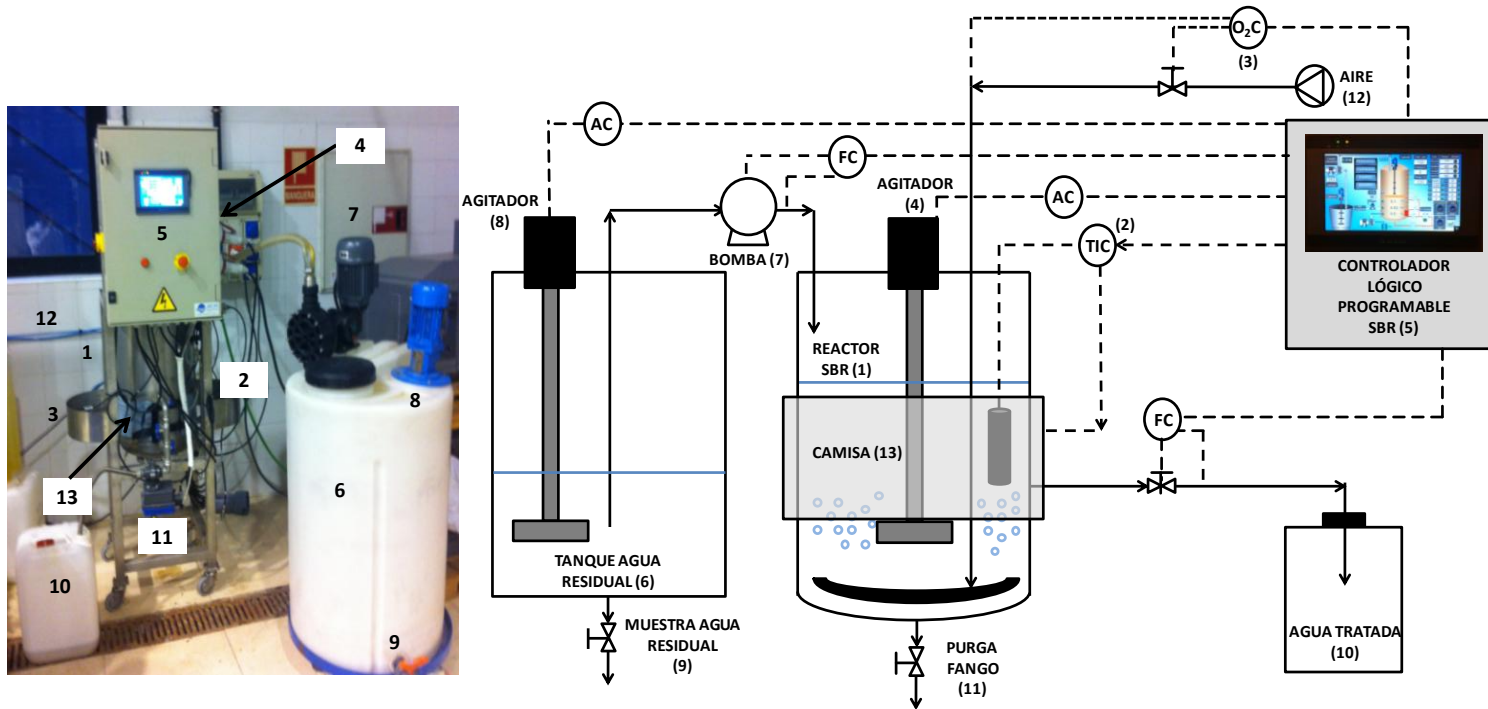 4
7
5
12
1
2
3
8
13
6
11
10
9
O₂C
(3)
AIRE
(12)
AC
FC
AGITADOR
(8)
AGITADOR
(4)
AC
BOMBA (7)
TIC
(2)
CONTROLADOR
LÓGICO
PROGRAMABLE
SBR (5)
REACTOR
SBR (1)
CAMISA (13)
FC
TANQUE AGUA
RESIDUAL (6)
MUESTRA AGUA
RESIDUAL
(9)
PURGA
FANGO
(11)
AGUA TRATADA
(10)